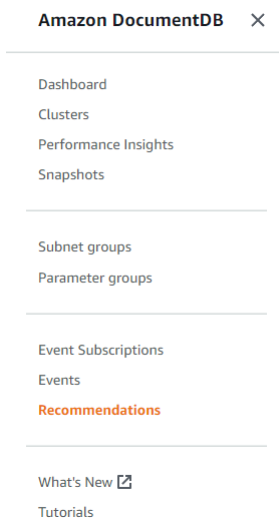 Amazon DocumentDB
Dashboard
Clusters
Performance Insights
Snapshots
Subnet groups
Parameter groups
Event Subscriptions
Events
Recommendations
What's New
Tutorials